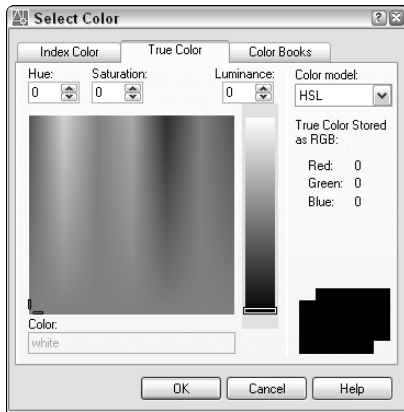 Select Color
Index Color True Color Color Books
Hue: Saturation: Luminance: Color model:
0 0 0 HSL
True Color Stored
as RGB:
Red: 0
Green: 0
Blue: 0
Color:
white
OK Cancel Help